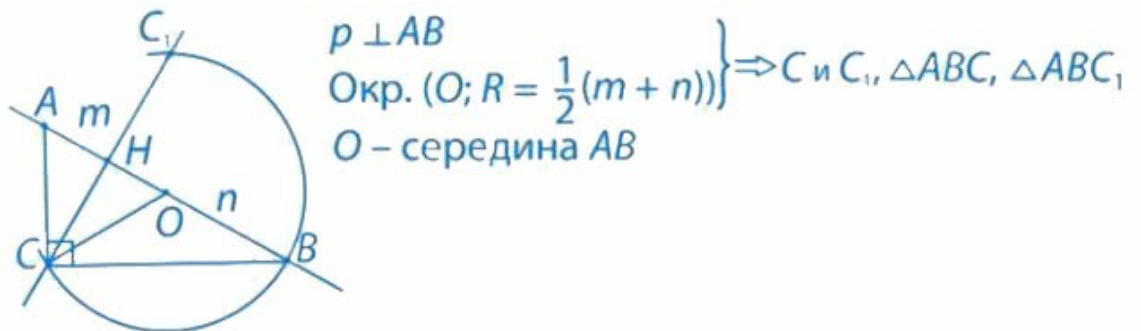 C₁
p ⊥ AB
Окр. (O; R = 1/2(m + n))} ⇒ C и C₁, △ABC, △ABC₁
O – середина AB
A m
H
n
O
C
B